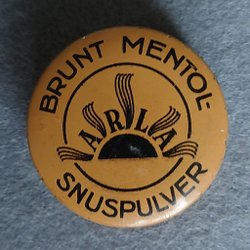 BRUNT MENTOL-
ARLA
SNUSPULVER